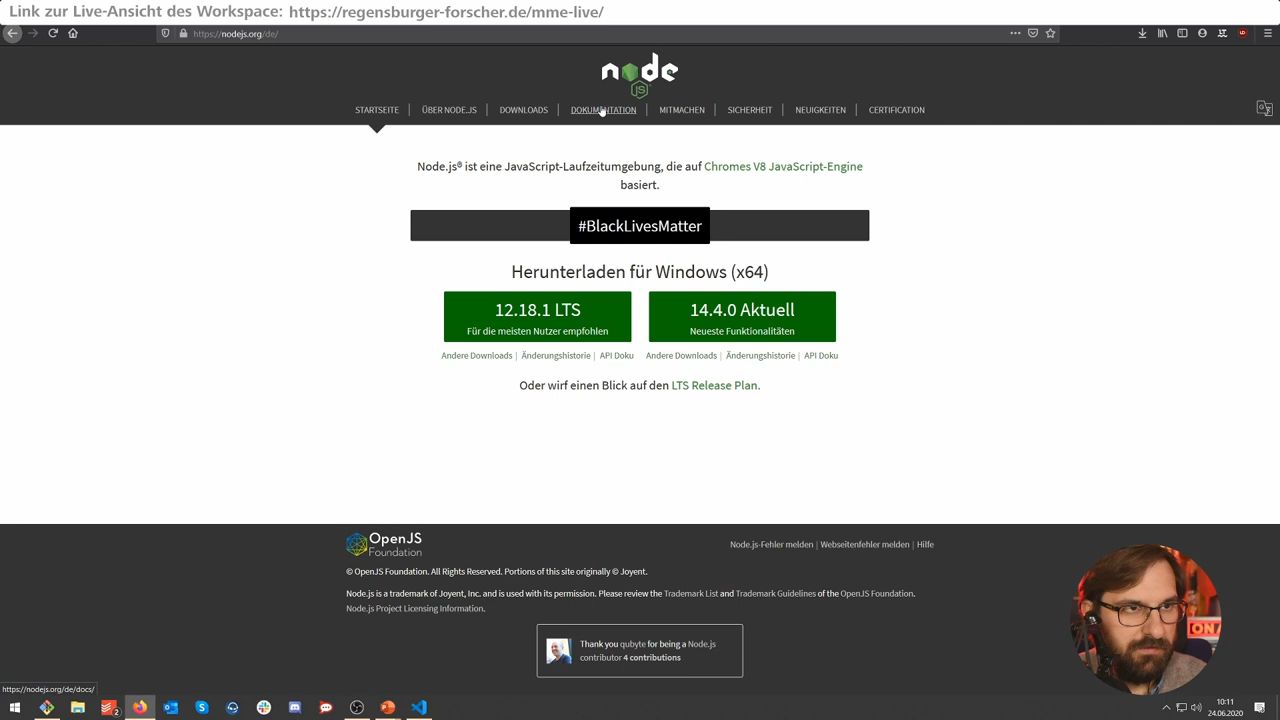 Link zur Live-Ansicht des Workspace: https://regensburger-forscher.de/mme-live/
https://nodejs.org/de/
node
JS
STARTSEITE | ÜBER NODE.JS | DOWNLOADS | DOKUMENTATION | MITMACHEN | SICHERHEIT | NEUIGKEITEN | CERTIFICATION
Node.js® ist eine JavaScript-Laufzeitumgebung, die auf Chromes V8 JavaScript-Engine
basiert.
#BlackLivesMatter
Herunterladen für Windows (x64)
12.18.1 LTS
Für die meisten Nutzer empfohlen
14.4.0 Aktuell
Neueste Funktionalitäten
Andere Downloads | Änderungshistorie | API Doku
Andere Downloads | Änderungshistorie | API Doku
Oder wirf einen Blick auf den LTS Release Plan.
OpenJS
Foundation
Node.js-Fehler melden | Webseitenfehler melden | Hilfe
© OpenJS Foundation. All Rights Reserved. Portions of this site originally © Joyent.
Node.js is a trademark of Joyent, Inc. and is used with its permission. Please review the Trademark List and Trademark Guidelines of the OpenJS Foundation.
Node.js Project Licensing Information.
Thank you qubyte for being a Node.js
contributor 4 contributions
ON
https://nodejs.org/de/docs/
2
10:11
24.06.2020